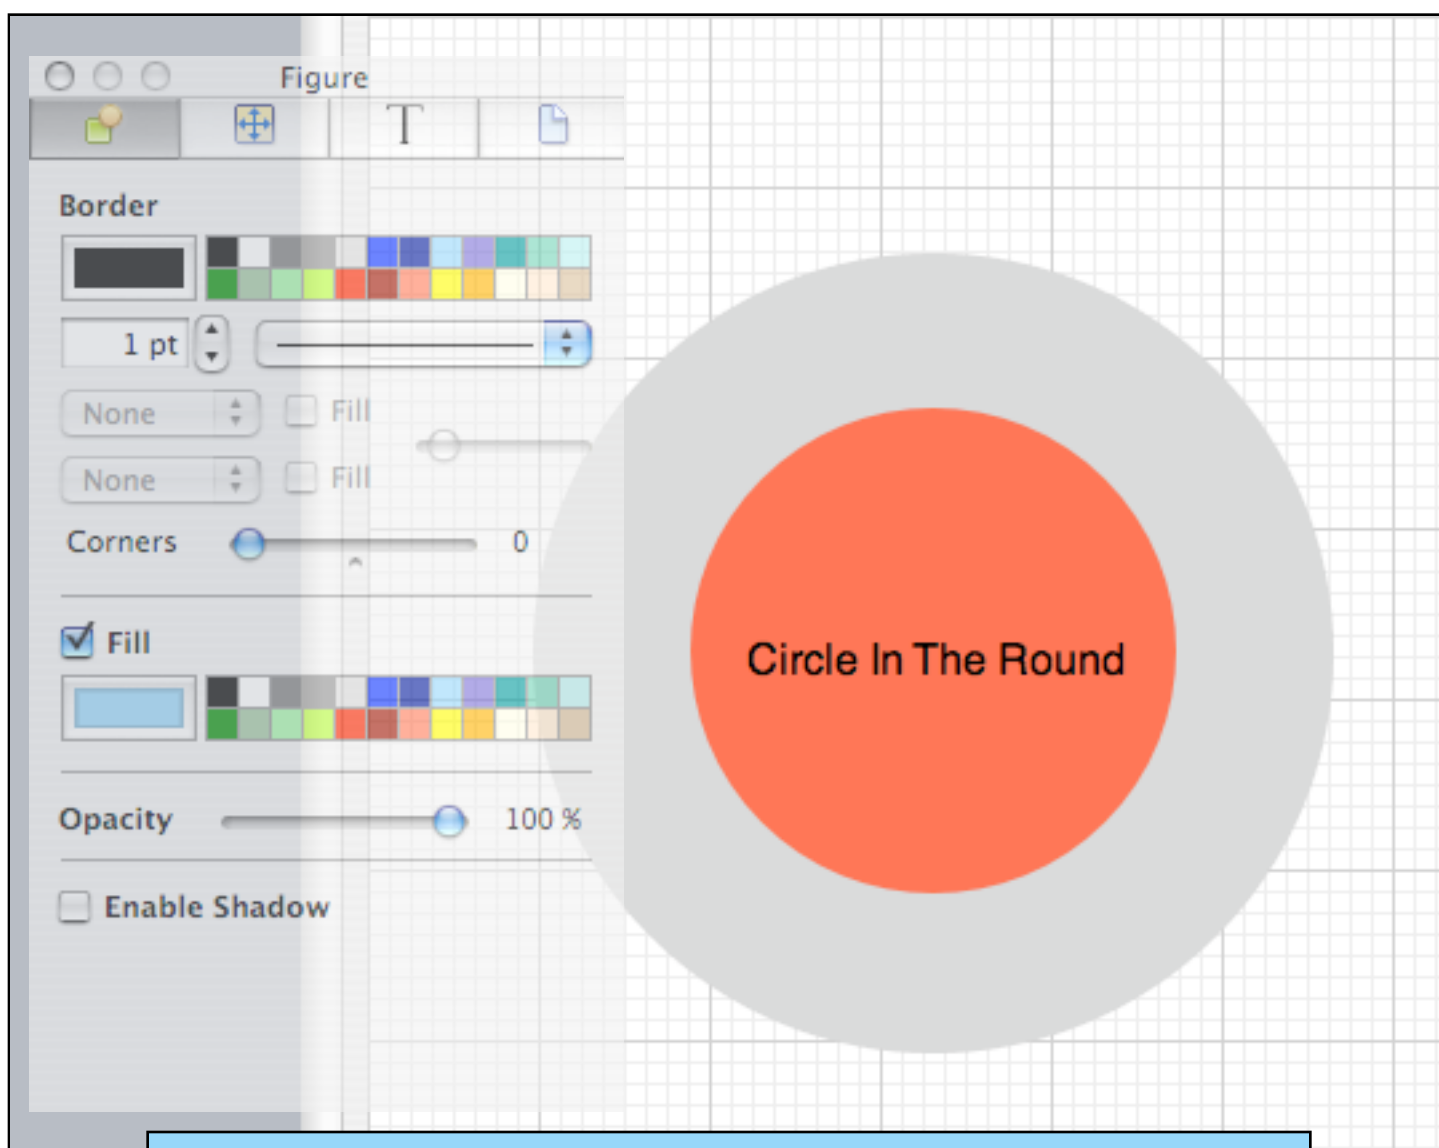 Figure
T
Border
1 pt
None Fill
None Fill
Corners 0
Fill
Opacity 100 %
Enable Shadow
Circle In The Round